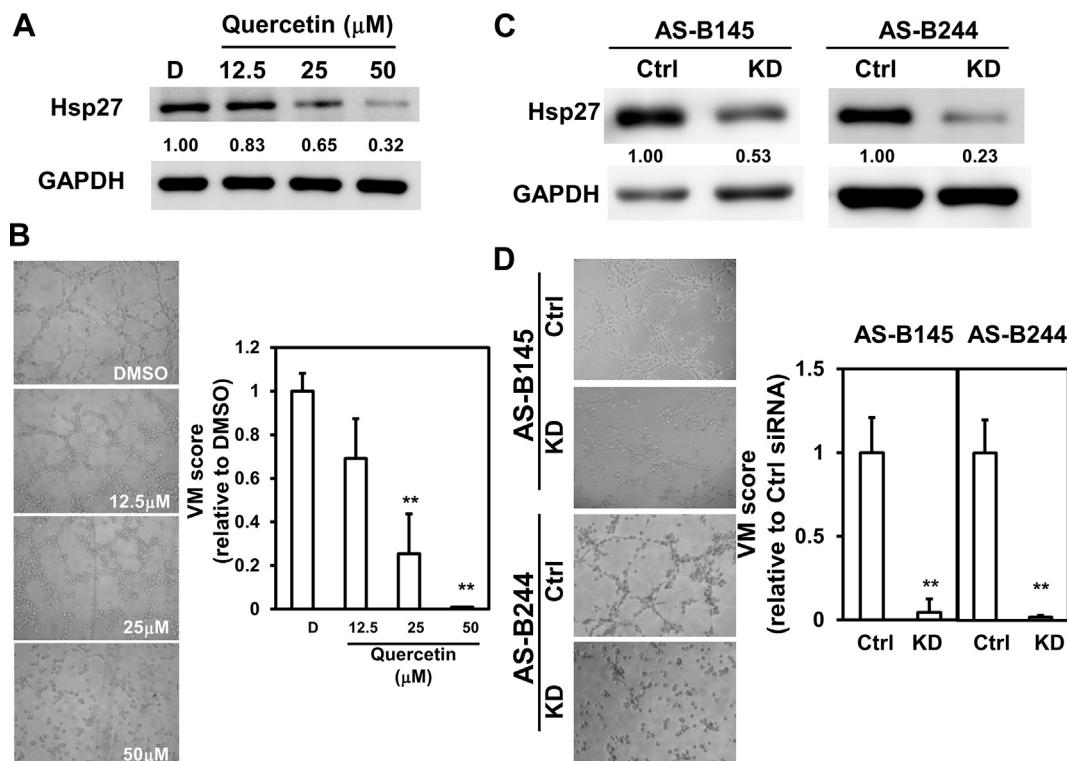 A
Quercetin (μM)
D 12.5 25 50
Hsp27
1.00 0.83 0.65 0.32
GAPDH
B
DMSO
12.5μM
25μM
50μM
VM score
(relative to DMSO)
1.2
1
0.8
0.6
0.4
0.2
0
**
**
D 12.5 25 50
Quercetin
(μM)
C
AS-B145 AS-B244
Ctrl KD Ctrl KD
Hsp27
1.00 0.53 1.00 0.23
GAPDH
D
AS-B145
Ctrl
KD
AS-B244
Ctrl
KD
AS-B145 AS-B244
VM score
(relative to Ctrl siRNA)
1.5
1
0.5
0
** **
Ctrl KD Ctrl KD